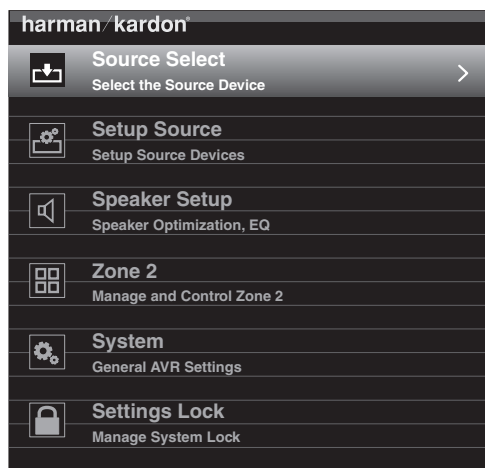 harman/kardon®
Source Select
Select the Source Device
Setup Source
Setup Source Devices
Speaker Setup
Speaker Optimization, EQ
Zone 2
Manage and Control Zone 2
System
General AVR Settings
Settings Lock
Manage System Lock